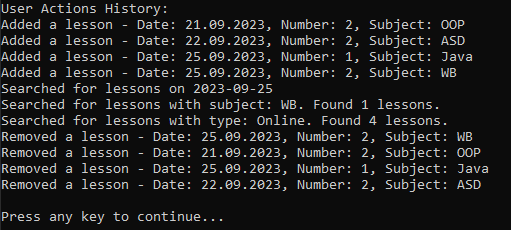 User Actions History:
Added a lesson - Date: 21.09.2023, Number: 2, Subject: OOP
Added a lesson - Date: 22.09.2023, Number: 2, Subject: ASD
Added a lesson - Date: 25.09.2023, Number: 1, Subject: Java
Added a lesson - Date: 25.09.2023, Number: 2, Subject: WB
Searched for lessons on 2023-09-25
Searched for lessons with subject: WB. Found 1 lessons.
Searched for lessons with type: Online. Found 4 lessons.
Removed a lesson - Date: 25.09.2023, Number: 2, Subject: WB
Removed a lesson - Date: 21.09.2023, Number: 2, Subject: OOP
Removed a lesson - Date: 25.09.2023, Number: 1, Subject: Java
Removed a lesson - Date: 22.09.2023, Number: 2, Subject: ASD
Press any key to continue...